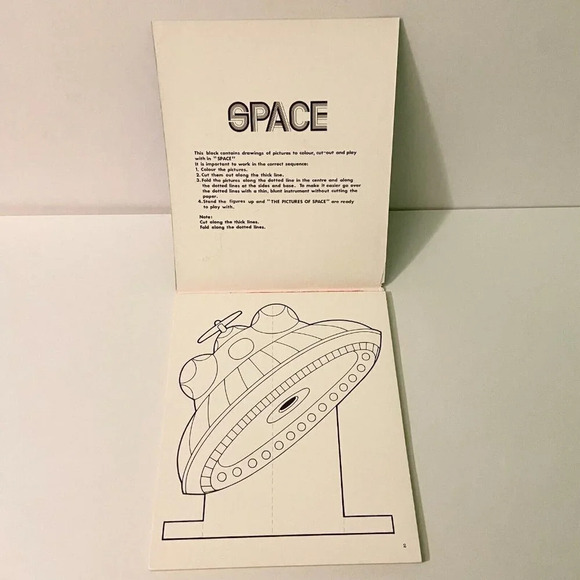 SPACE
This block contains drawings of pictures to colour, cut-out and play
with in "SPACE"
It is important to work in the correct sequence:
1. Colour the pictures.
2. Cut them out along the thick line.
3. Fold the pictures along the dotted line in the centre and along
the dotted lines at the sides and base. To make it easier go over
the dotted lines with a thin, blunt instrument without cutting the
paper.
4. Stand the figures up and "THE PICTURES OF SPACE" are ready
to play with.
Note:
Cut along the thick lines.
Fold along the dotted lines.